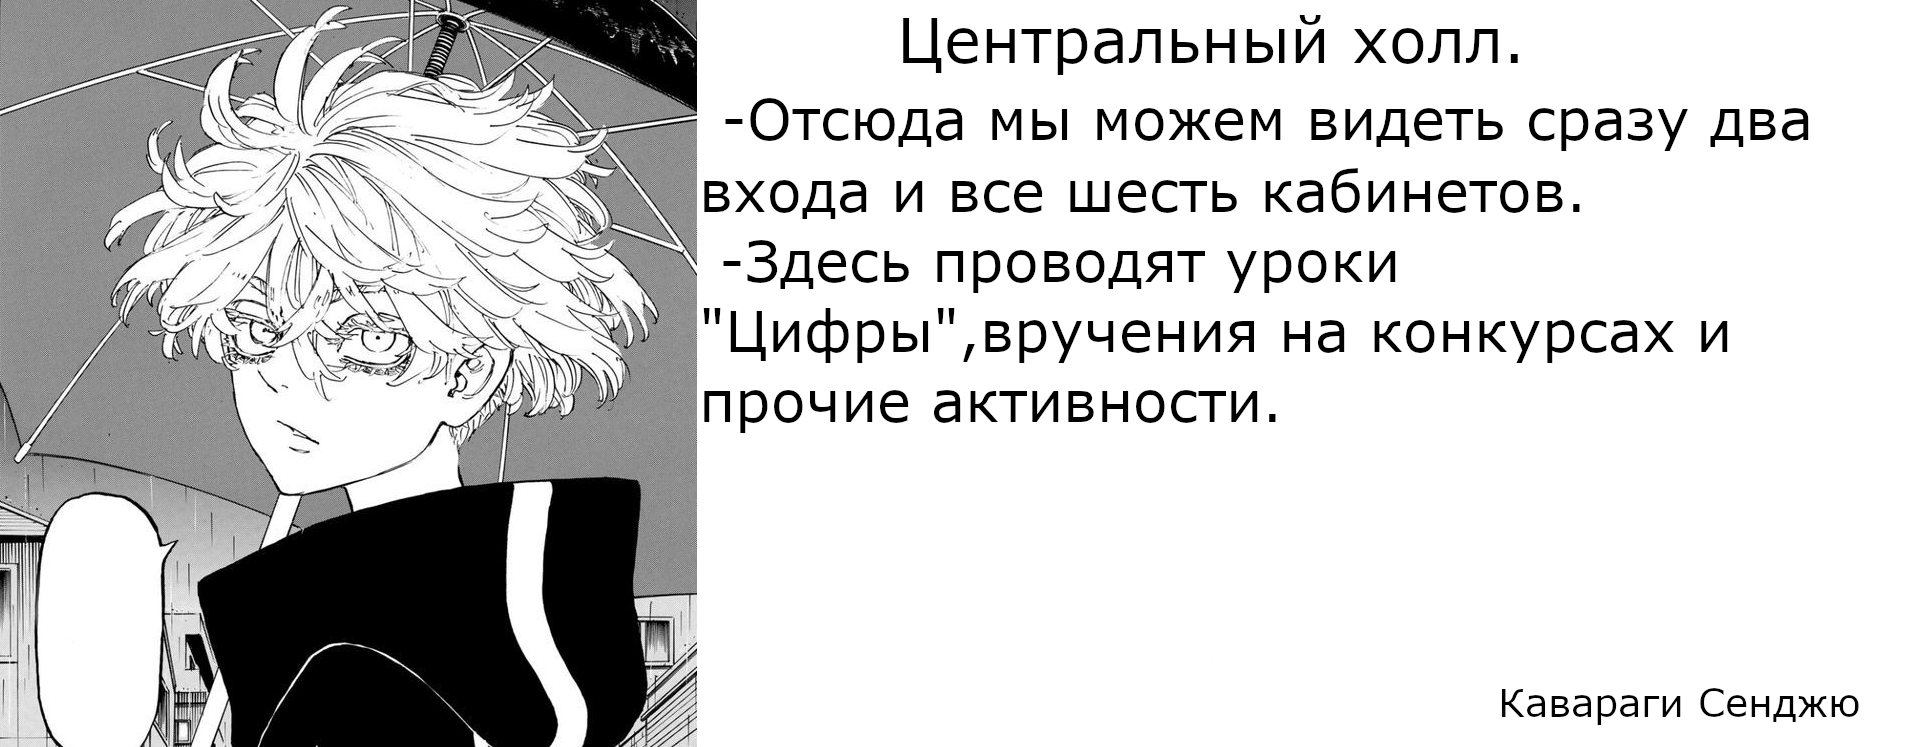 Центральный холл.
-Отсюда мы можем видеть сразу два
входа и все шесть кабинетов.
-Здесь проводят уроки
"Цифры",вручения на конкурсах и
прочие активности.
Кавараги Сенджю